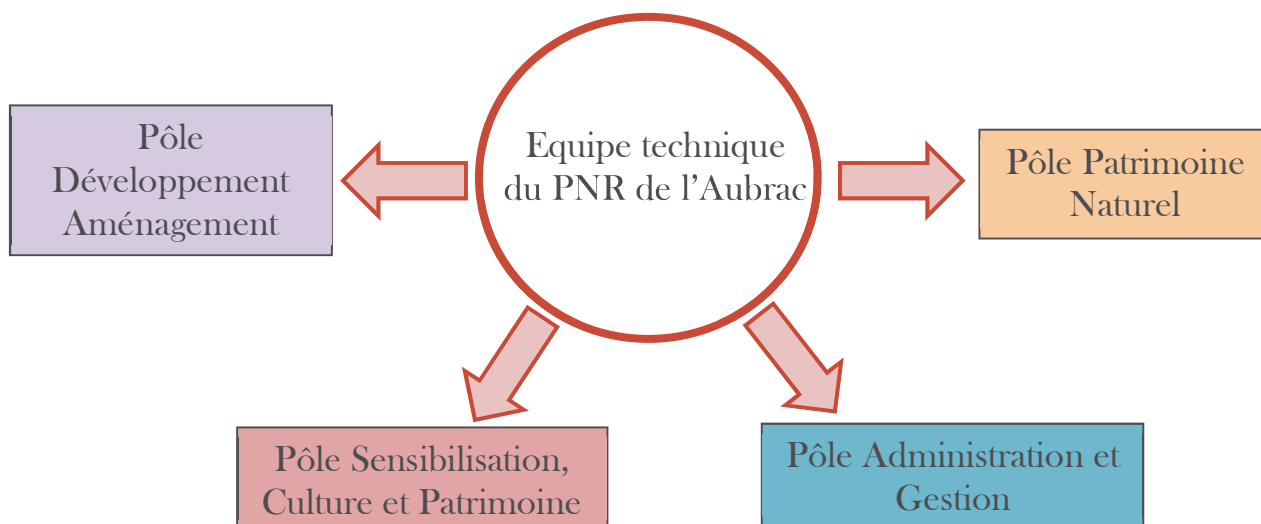 Equipe technique
du PNR de l’Aubrac
Pôle
Développement
Aménagement
Pôle Patrimoine
Naturel
Pôle Sensibilisation,
Culture et Patrimoine
Pôle Administration et
Gestion